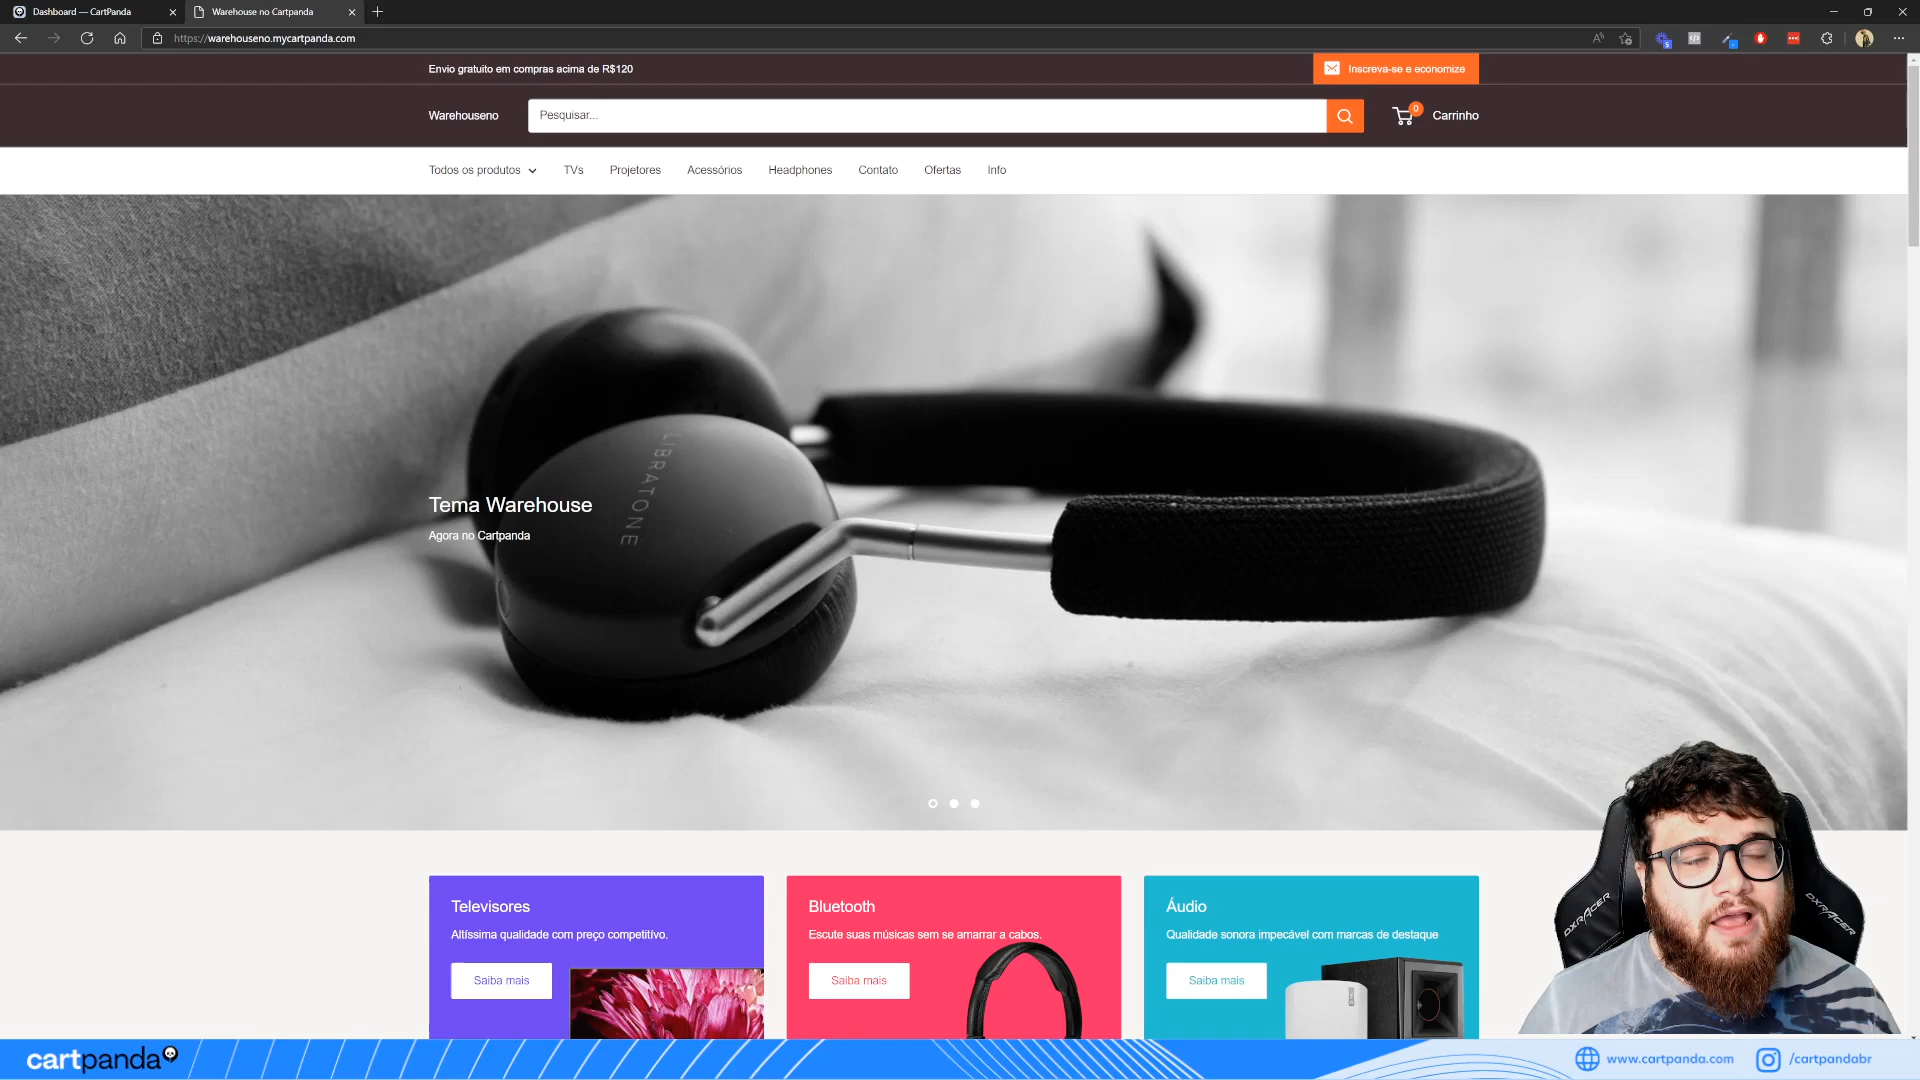 Dashboard — CartPanda
Warehouse no Cartpanda
https://warehouseno.mycartpanda.com
Envio gratuito em compras acima de R$120
Inscreva-se e economize
Warehouseno
Pesquisar...
0
Carrinho
Todos os produtos
TVs
Projetores
Acessórios
Headphones
Contato
Ofertas
Info
LIBRATONE
Tema Warehouse
Agora no Cartpanda
Televisores
Altíssima qualidade com preço competitivo.
Saiba mais
Bluetooth
Escute suas músicas sem se amarrar a cabos.
Saiba mais
Áudio
Qualidade sonora impecável com marcas de destaque
Saiba mais
DXRACER
DXRACER
cartpanda
www.cartpanda.com
/cartpandabr